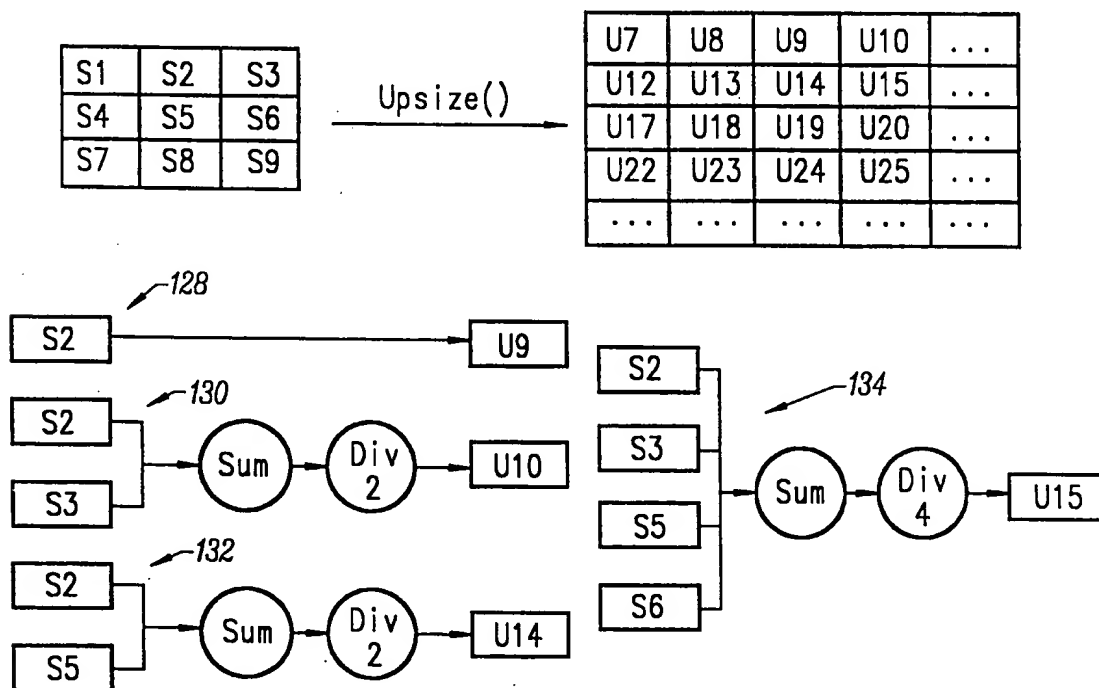 S1 S2 S3
S4 S5 S6
S7 S8 S9
Upsize()
U7 U8 U9 U10 ...
U12 U13 U14 U15 ...
U17 U18 U19 U20 ...
U22 U23 U24 U25 ...
... ... ... ... ...
128
S2 U9
130
S2
S3
Sum
Div
2
U10
132
S2
S5
Sum
Div
2
U14
134
S2
S3
S5
S6
Sum
Div
4
U15